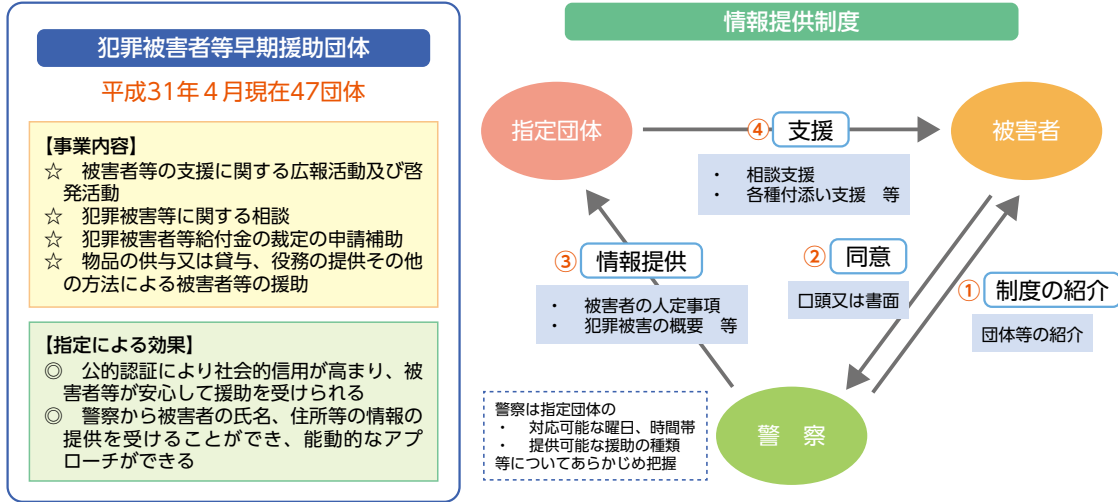 犯罪被害者等早期援助団体
平成31年４月現在47団体
【事業内容】
☆　被害者等の支援に関する広報活動及び啓
発活動
☆　犯罪被害等に関する相談
☆　犯罪被害者等給付金の裁定の申請補助
☆　物品の供与又は貸与、役務の提供その他
の方法による被害者等の援助
【指定による効果】
◎　公的認証により社会的信用が高まり、被
害者等が安心して援助を受けられる
◎　警察から被害者の氏名、住所等の情報の
提供を受けることができ、能動的なアプ
ローチができる
情報提供制度
指定団体
④ 支援
被害者
・　相談支援
・　各種付添い支援　等
③ 情報提供
・　被害者の人定事項
・　犯罪被害の概要　等
② 同意
口頭又は書面
① 制度の紹介
団体等の紹介
警察は指定団体の
・　対応可能な曜日、時間帯
・　提供可能な援助の種類
等についてあらかじめ把握
警　察